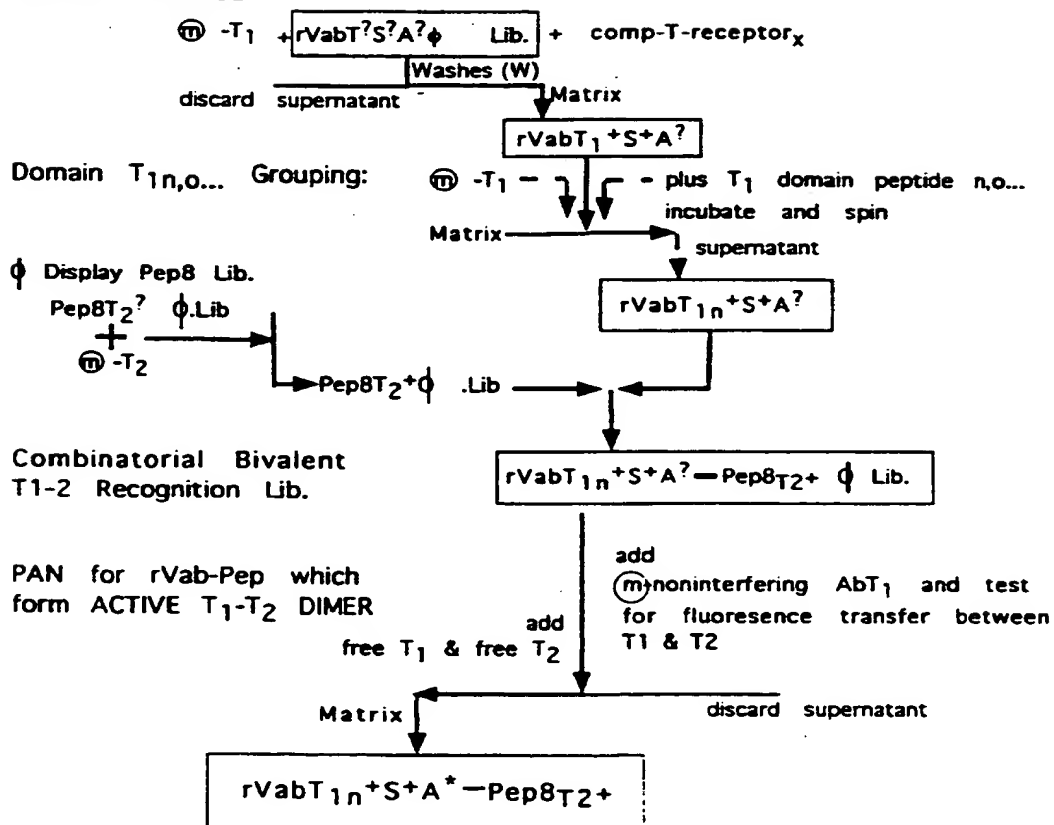 ⓜ -T1 + rVabT?S?A?ϕ Lib. + comp-T-receptorx
Washes (W)
discard supernatant
Matrix
rVabT1+S+A?
Domain T1n,o... Grouping:
ⓜ -T1 plus T1 domain peptide n,o...
incubate and spin
Matrix
supernatant
ϕ Display Pep8 Lib.
Pep8T2? ϕ.Lib
rVabT1n+S+A?
+
ⓜ -T2
Pep8T2+ϕ .Lib
Combinatorial Bivalent
T1-2 Recognition Lib.
rVabT1n+S+A?—Pep8T2+ ϕ Lib.
PAN for rVab-Pep which
form ACTIVE T1-T2 DIMER
add
ⓜ-noninterfering AbT1 and test
for fluoresence transfer between
T1 & T2
add
free T1 & free T2
Matrix
discard supernatant
rVabT1n+S+A*—Pep8T2+